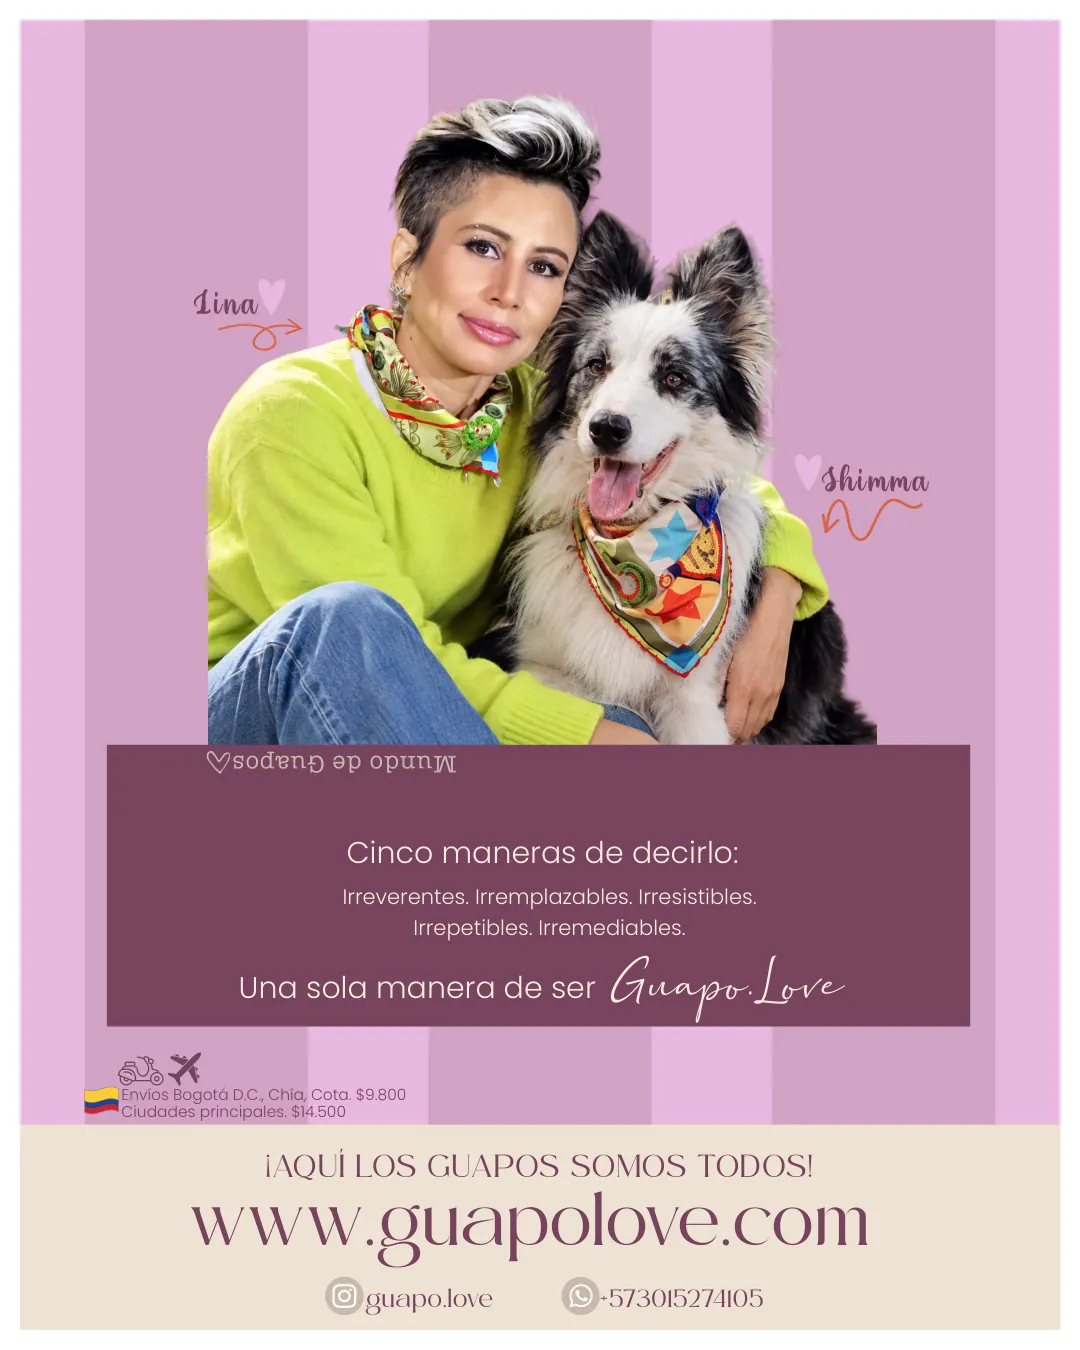 Lina
Shimma
Mundo de Guapos
Cinco maneras de decirlo:
Irreverentes. Irremplazables. Irresistibles.
Irrepetibles. Irremediables.
Una sola manera de ser Guapo.Love
Envíos Bogotá D.C., Chía, Cota. $9.800
Ciudades principales. $14.500
¡AQUÍ LOS GUAPOS SOMOS TODOS!
www.guapolove.com
guapo.love
+573015274105